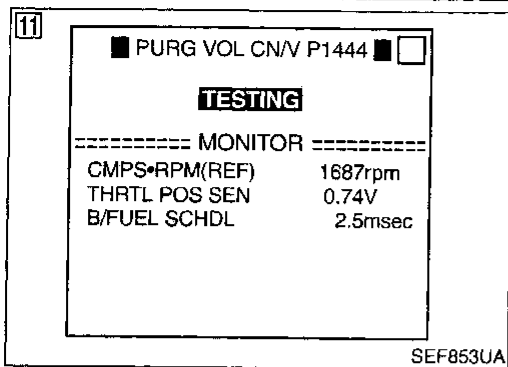 11
PURG VOL CN/V P1444
TESTING
========== MONITOR ==========
CMPS•RPM(REF) 1687rpm
THRTL POS SEN 0.74V
B/FUEL SCHDL 2.5msec
SEF853UA